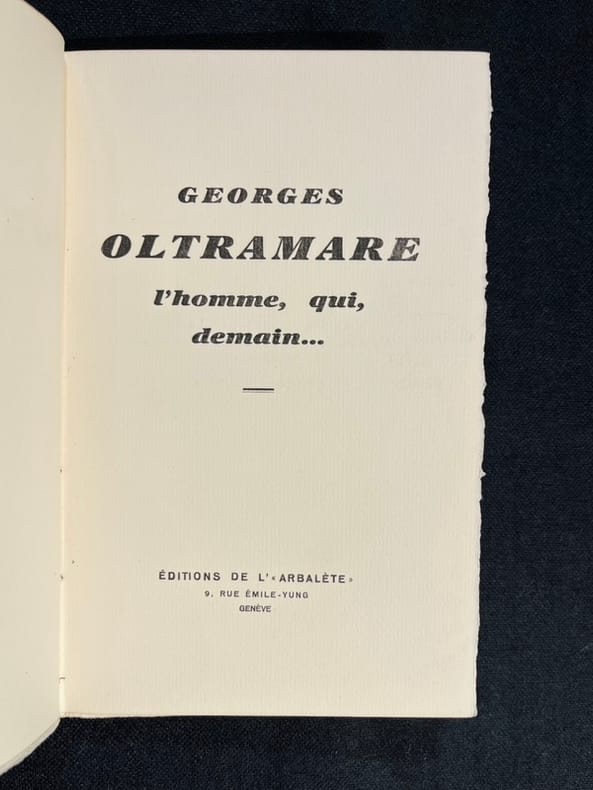 GEORGES
OLTRAMARE
l'homme, qui,
demain...
ÉDITIONS DE L'«ARBALÈTE»
9, RUE ÉMILE-YUNG
GENÈVE